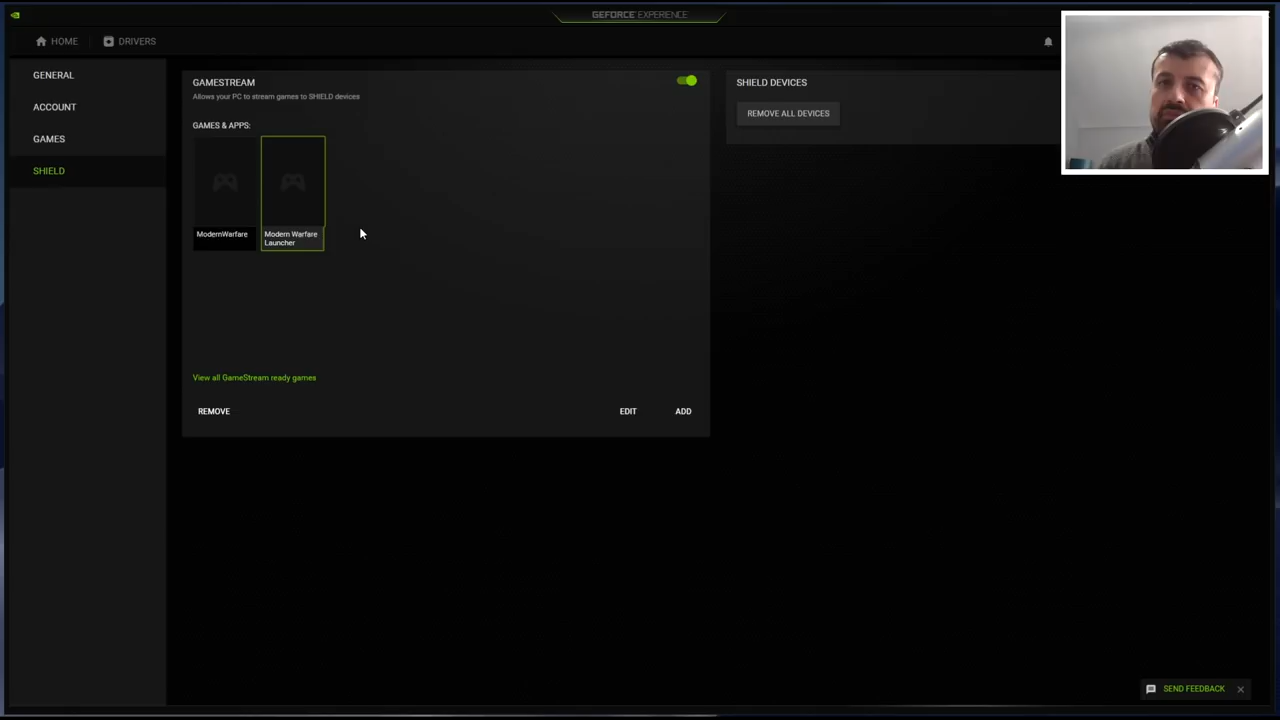 GEFORCE EXPERIENCE
HOME
DRIVERS
GENERAL
ACCOUNT
GAMES
SHIELD
GAMESTREAM
Allows your PC to stream games to SHIELD devices
GAMES & APPS:
ModernWarfare
Modern Warfare
Launcher
View all GameStream ready games
REMOVE
EDIT
ADD
SHIELD DEVICES
REMOVE ALL DEVICES
SEND FEEDBACK